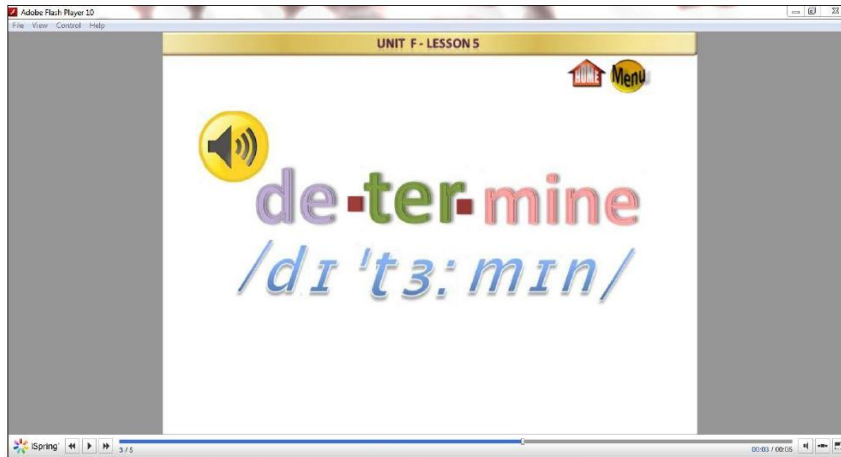 Adobe Flash Player 10
File View Control Help
UNIT F - LESSON 5
HOME Menu
de-ter-mine
/dɪ'tɜ:mɪn/
iSpring 3 / 5 00:03 / 00:05